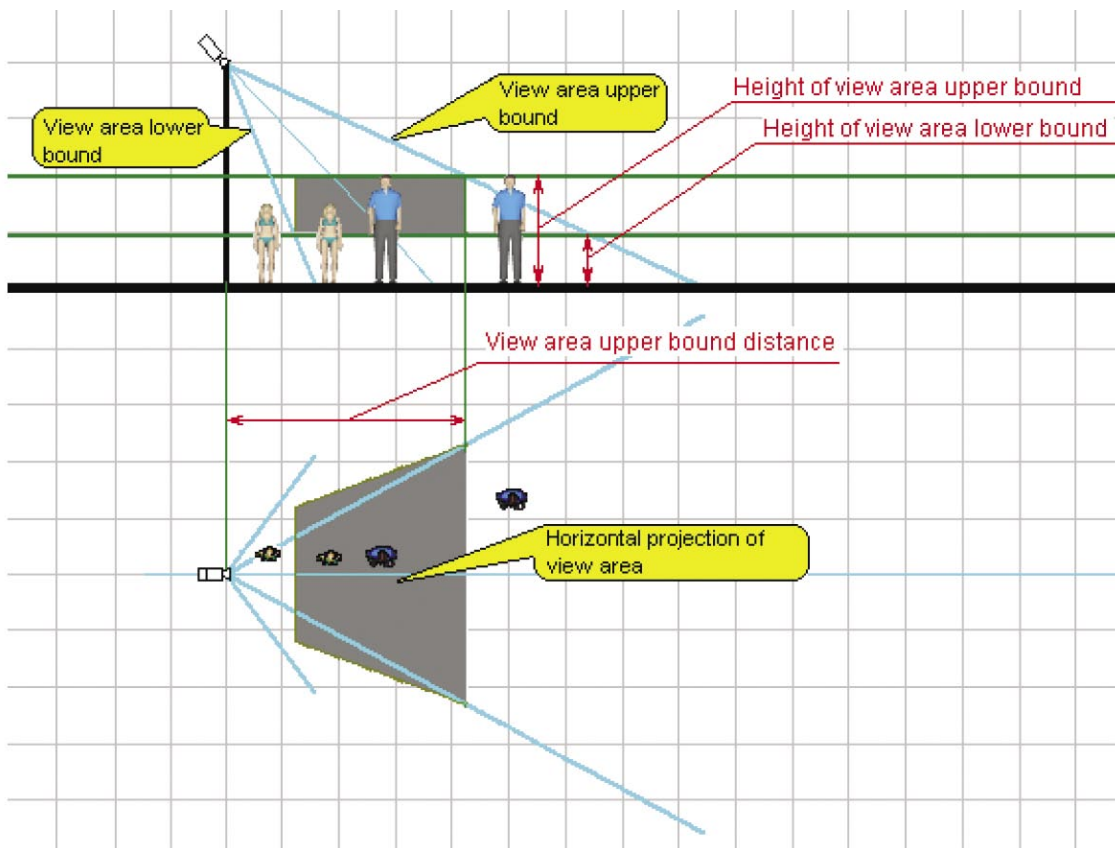 View area upper
bound
Height of view area upper bound
View area lower
bound
Height of view area lower bound
View area upper bound distance
Horizontal projection of
view area